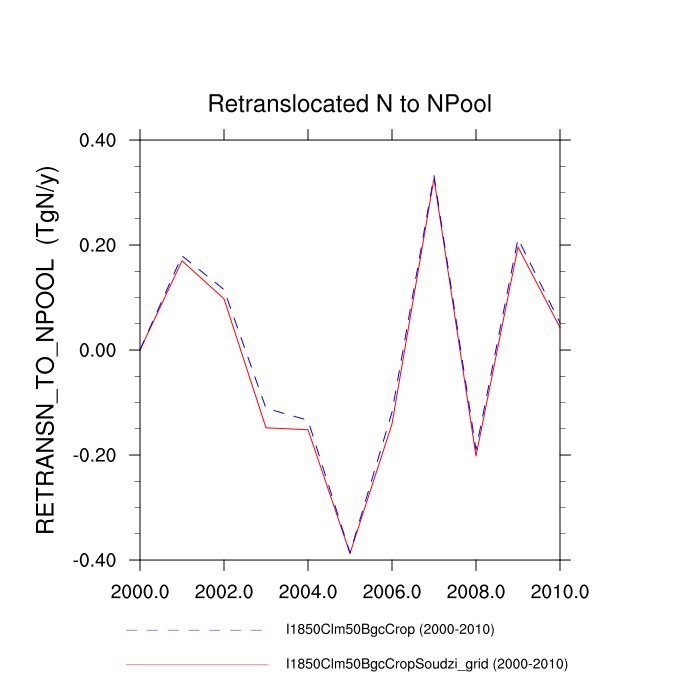 Retranslocated N to NPool
RETRANSN_TO_NPOOL (TgN/y)
0.40
0.20
0.00
-0.20
-0.40
2000.0 2002.0 2004.0 2006.0 2008.0 2010.0
I1850Clm50BgcCrop (2000-2010)
I1850Clm50BgcCropSoudzi_grid (2000-2010)